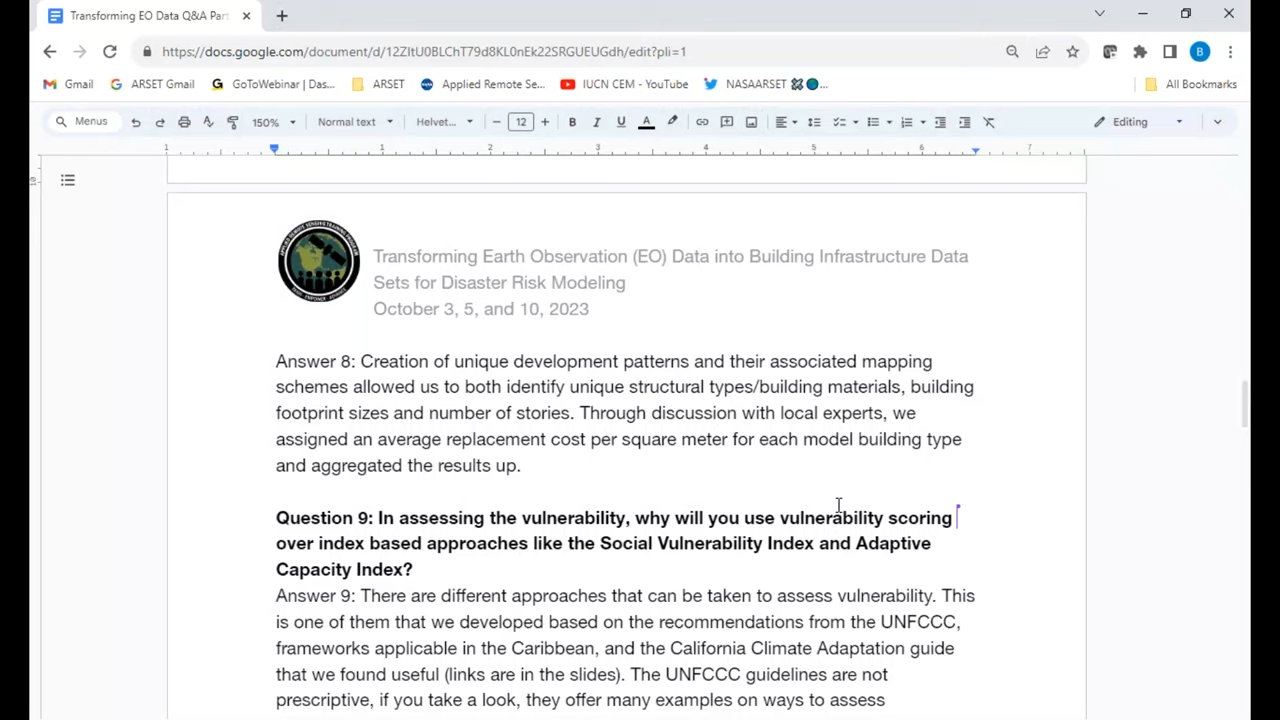 Transforming EO Data Q&A Par
https://docs.google.com/document/d/12ZItU0BLChT79d8KL0nEk22SRGUEUGdh/edit?pli=1
B
Gmail ARSET Gmail GoToWebinar | Das... ARSET Applied Remote Se... IUCN CEM - YouTube NASAARSET All Bookmarks
Menus 150% Normal text Helvet... 12 B I U A Editing
1 1 2 3 4 5 6 7
Transforming Earth Observation (EO) Data into Building Infrastructure Data
Sets for Disaster Risk Modeling
October 3, 5, and 10, 2023
Answer 8: Creation of unique development patterns and their associated mapping
schemes allowed us to both identify unique structural types/building materials, building
footprint sizes and number of stories. Through discussion with local experts, we
assigned an average replacement cost per square meter for each model building type
and aggregated the results up.
Question 9: In assessing the vulnerability, why will you use vulnerability scoring
over index based approaches like the Social Vulnerability Index and Adaptive
Capacity Index?
Answer 9: There are different approaches that can be taken to assess vulnerability. This
is one of them that we developed based on the recommendations from the UNFCCC,
frameworks applicable in the Caribbean, and the California Climate Adaptation guide
that we found useful (links are in the slides). The UNFCCC guidelines are not
prescriptive, if you take a look, they offer many examples on ways to assess